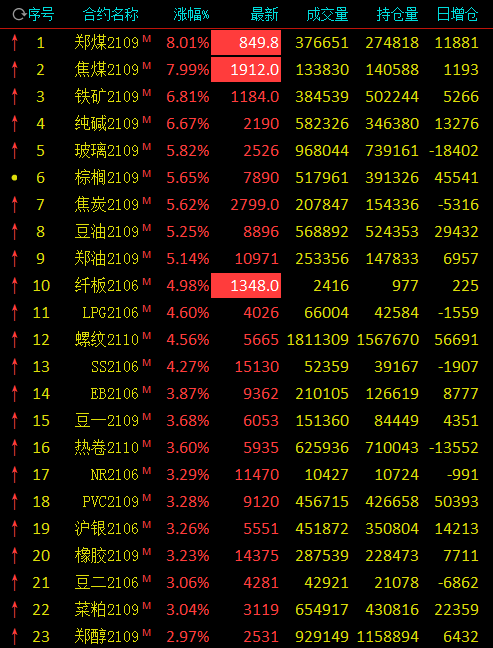 序号 合约名称 涨幅% 最新 成交量 持仓量 日增仓
1 郑煤2109 M 8.01% 849.8 376651 274818 11881
2 焦煤2109 M 7.99% 1912.0 133830 140588 1193
3 铁矿2109 M 6.81% 1184.0 384539 502244 5266
4 纯碱2109 M 6.67% 2190 582326 346380 13276
5 玻璃2109 M 5.82% 2526 968044 739161 -18402
6 棕榈2109 M 5.65% 7890 517961 391326 45541
7 焦炭2109 M 5.62% 2799.0 207847 154336 -5316
8 豆油2109 M 5.25% 8896 568892 524353 29432
9 郑油2109 M 5.14% 10971 253356 147833 6957
10 纤板2106 M 4.98% 1348.0 2416 977 225
11 LPG2106 M 4.60% 4026 66004 42584 -1559
12 螺纹2110 M 4.56% 5665 1811309 1567670 56691
13 SS2106 M 4.27% 15130 52359 39167 -1907
14 EB2106 M 3.87% 9362 210105 126619 8777
15 豆一2109 M 3.68% 6053 151360 84449 4351
16 热卷2110 M 3.60% 5935 625936 710043 -13552
17 NR2106 M 3.29% 11470 10427 10724 -991
18 PVC2109 M 3.28% 9120 456715 426658 50393
19 沪银2106 M 3.26% 5551 451872 350804 14213
20 橡胶2109 M 3.23% 14375 287539 228473 7711
21 豆二2106 M 3.06% 4281 42921 21078 -6862
22 菜粕2109 M 3.04% 3119 654917 430816 22359
23 郑醇2109 M 2.97% 2531 929149 1158894 6432